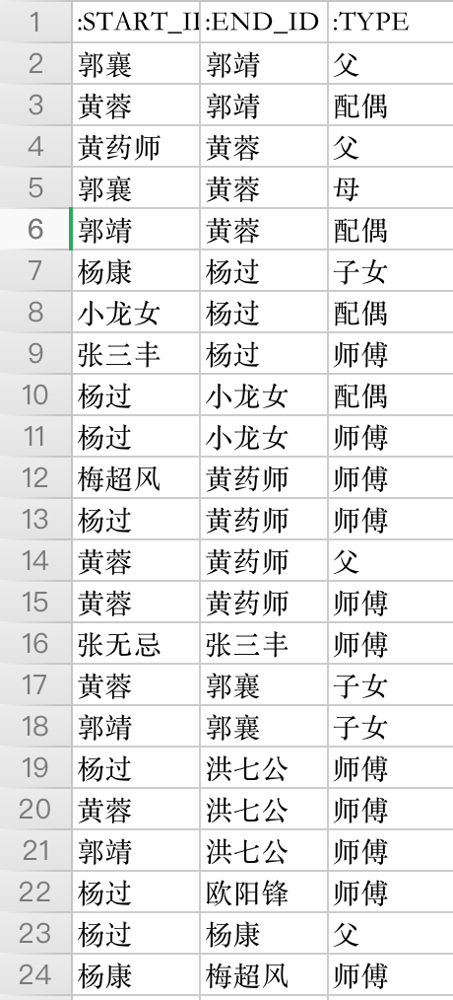 1 :START_II :END_ID :TYPE
2 郭襄 郭靖 父
3 黄蓉 郭靖 配偶
4 黄药师 黄蓉 父
5 郭襄 黄蓉 母
6 郭靖 黄蓉 配偶
7 杨康 杨过 子女
8 小龙女 杨过 配偶
9 张三丰 杨过 师傅
10 杨过 小龙女 配偶
11 杨过 小龙女 师傅
12 梅超风 黄药师 师傅
13 杨过 黄药师 师傅
14 黄蓉 黄药师 父
15 黄蓉 黄药师 师傅
16 张无忌 张三丰 师傅
17 黄蓉 郭襄 子女
18 郭靖 郭襄 子女
19 杨过 洪七公 师傅
20 黄蓉 洪七公 师傅
21 郭靖 洪七公 师傅
22 杨过 欧阳锋 师傅
23 杨过 杨康 父
24 杨康 梅超风 师傅